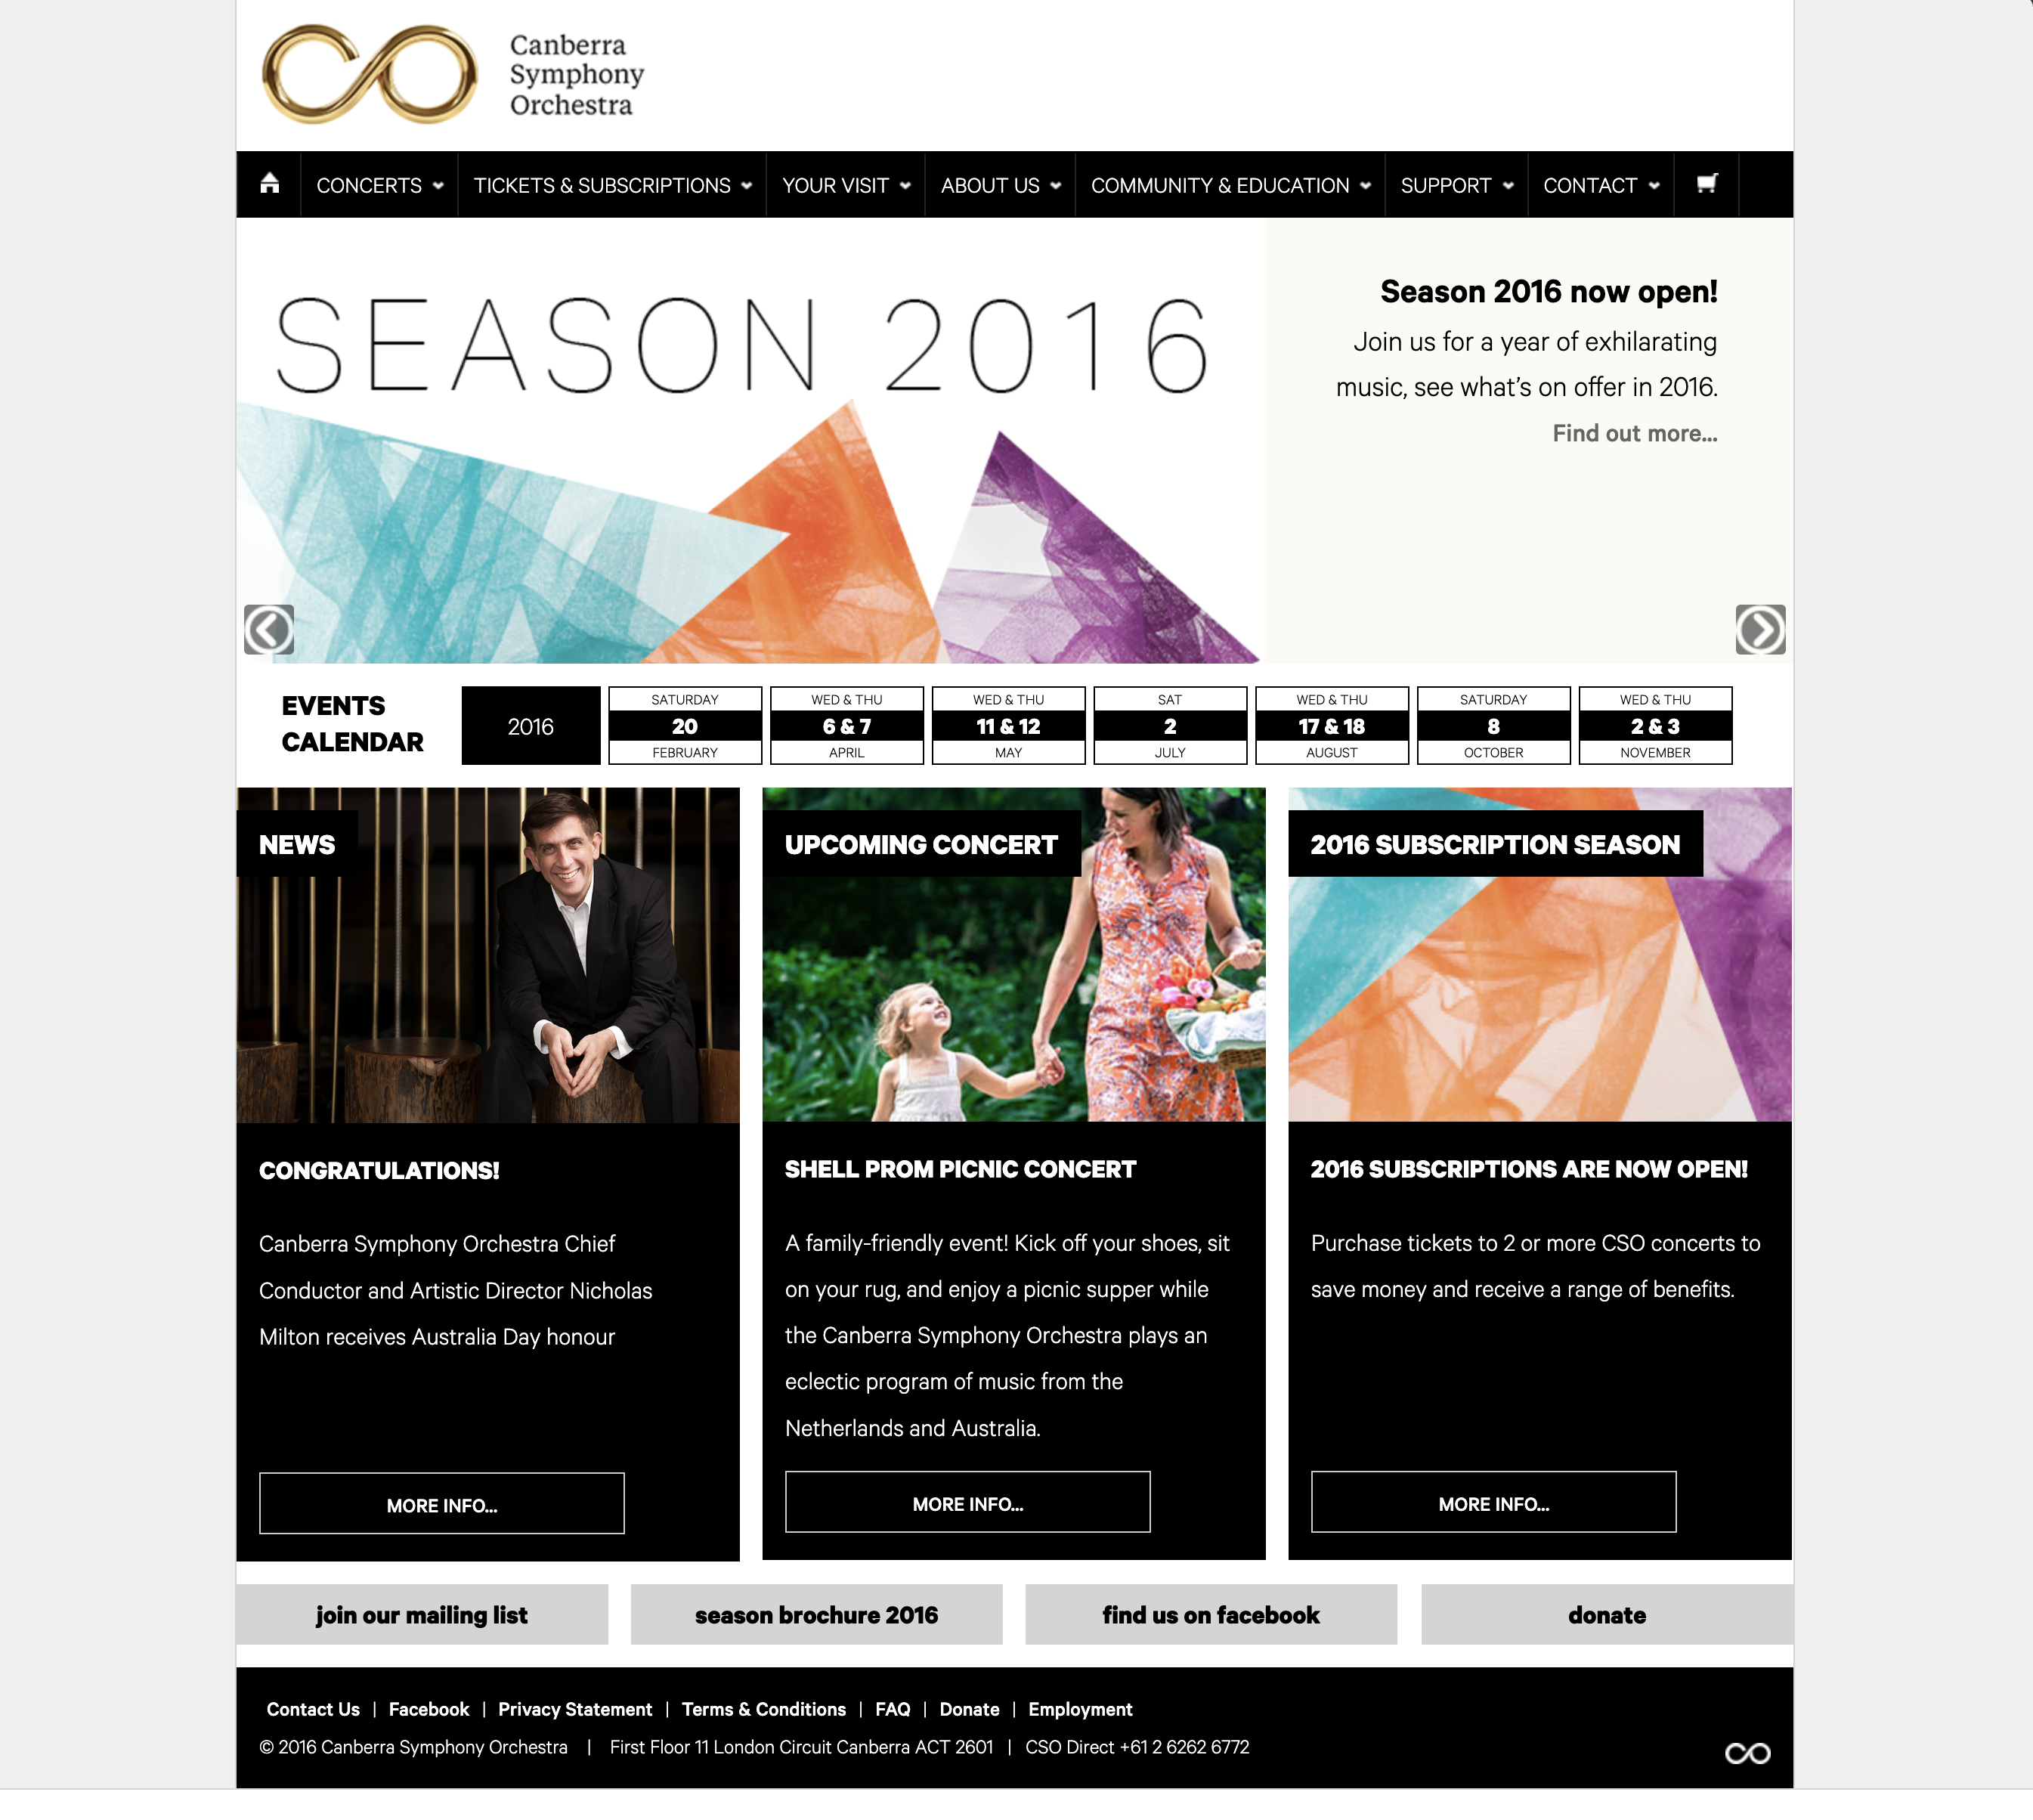 Canberra
Symphony
Orchestra
CONCERTS
TICKETS & SUBSCRIPTIONS
YOUR VISIT
ABOUT US
COMMUNITY & EDUCATION
SUPPORT
CONTACT
SEASON 2016
Season 2016 now open!
Join us for a year of exhilarating
music, see what's on offer in 2016.
Find out more...
EVENTS
CALENDAR
2016
SATURDAY
20
FEBRUARY
WED & THU
6 & 7
APRIL
WED & THU
11 & 12
MAY
SAT
2
JULY
WED & THU
17 & 18
AUGUST
SATURDAY
8
OCTOBER
WED & THU
2 & 3
NOVEMBER
NEWS
CONGRATULATIONS!
Canberra Symphony Orchestra Chief
Conductor and Artistic Director Nicholas
Milton receives Australia Day honour
MORE INFO...
UPCOMING CONCERT
SHELL PROM PICNIC CONCERT
A family-friendly event! Kick off your shoes, sit
on your rug, and enjoy a picnic supper while
the Canberra Symphony Orchestra plays an
eclectic program of music from the
Netherlands and Australia.
MORE INFO...
2016 SUBSCRIPTION SEASON
2016 SUBSCRIPTIONS ARE NOW OPEN!
Purchase tickets to 2 or more CSO concerts to
save money and receive a range of benefits.
MORE INFO...
join our mailing list
season brochure 2016
find us on facebook
donate
Contact Us | Facebook | Privacy Statement | Terms & Conditions | FAQ | Donate | Employment
© 2016 Canberra Symphony Orchestra | First Floor 11 London Circuit Canberra ACT 2601 | CSO Direct +61 2 6262 6772